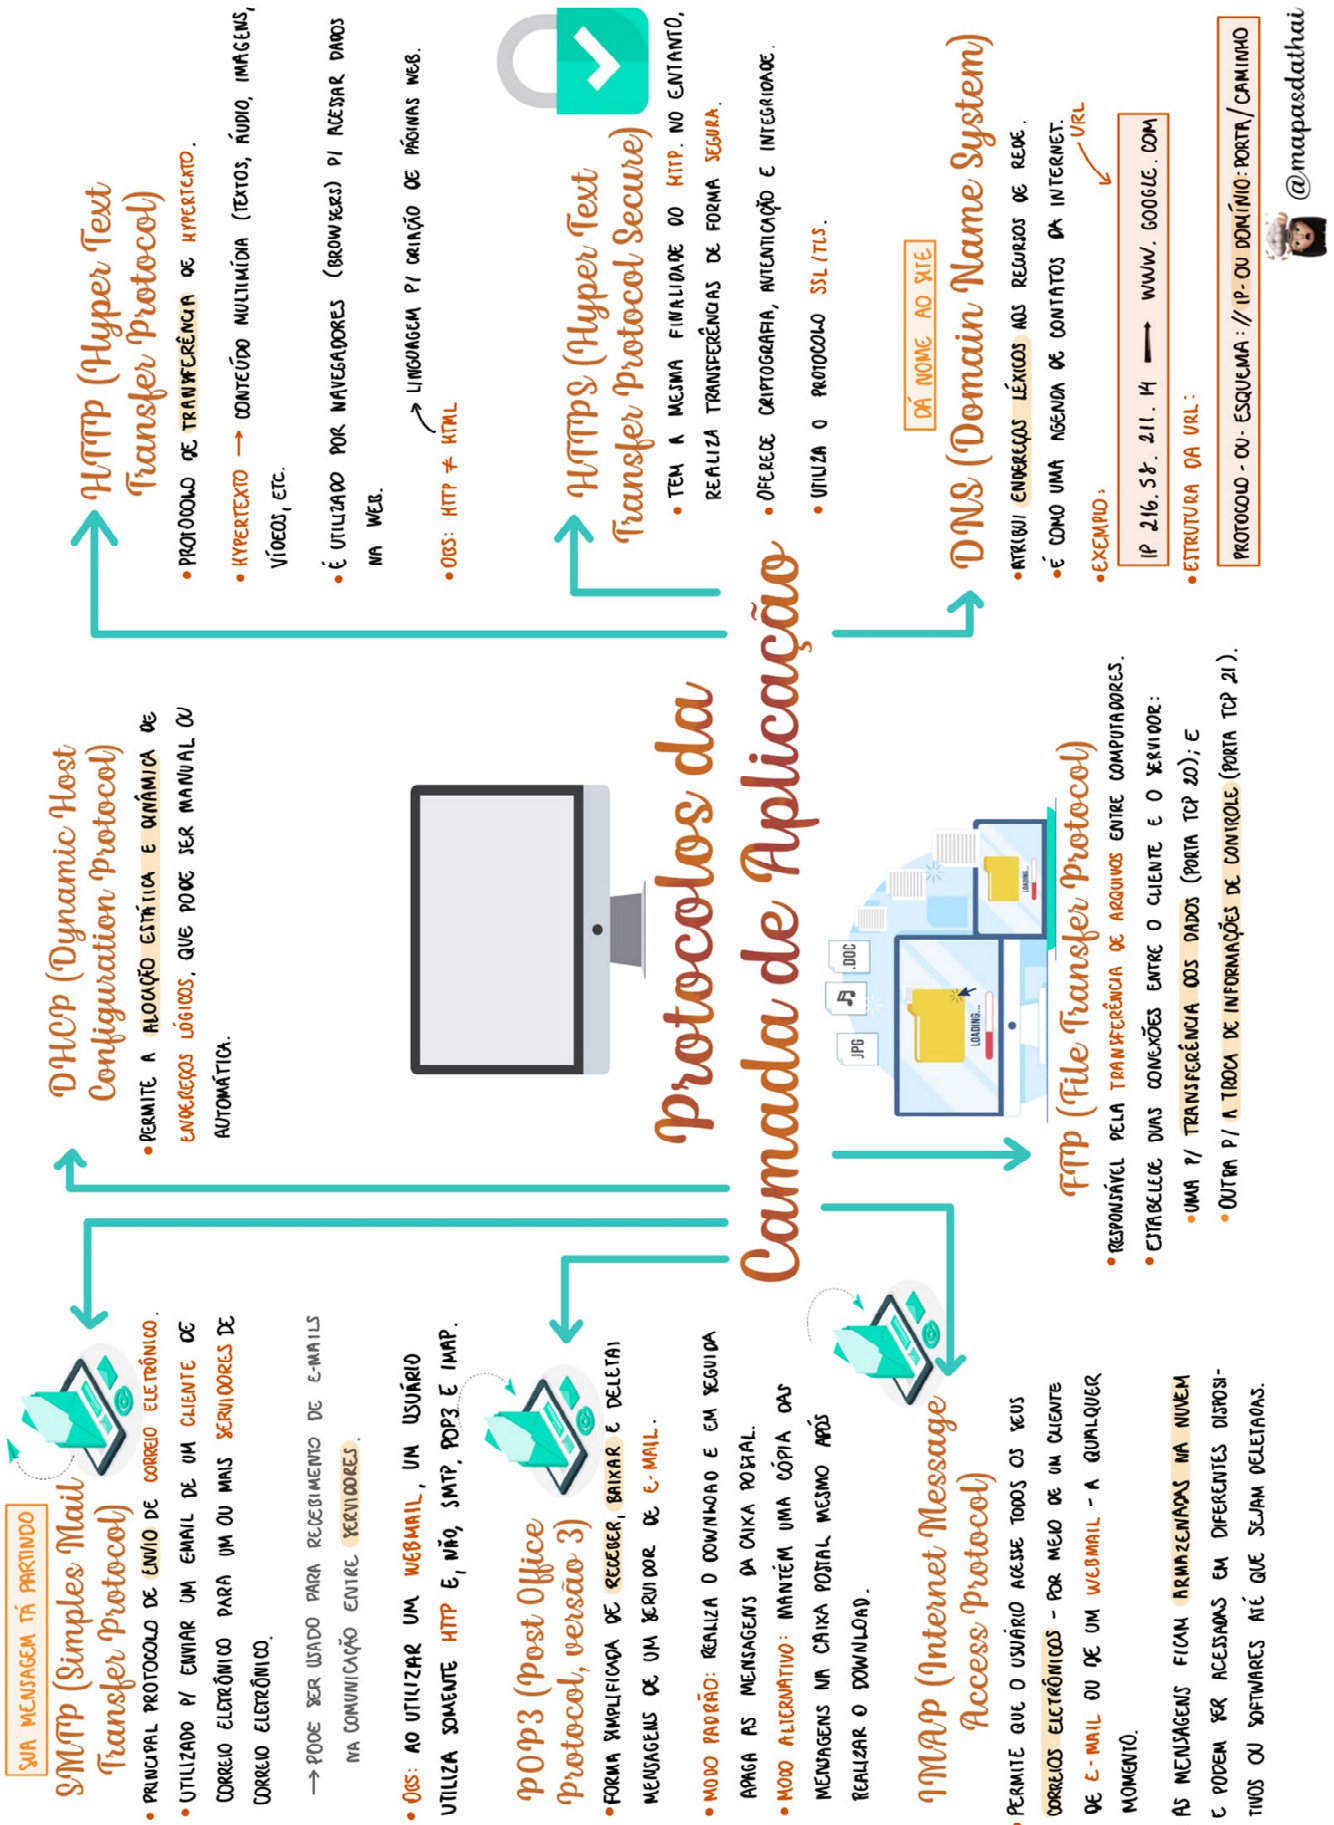 SUA MENSAGEM TÁ PARTINDO
SMTP (Simples Mail
Transfer Protocol)
• PRINCIPAL PROTOCOLO DE ENVIO DE CORREIO ELETRÔNICO.
• UTILIZADO P/ ENVIAR UM EMAIL DE UM CLIENTE DE
CORREIO ELETRÔNICO PARA UM OU MAIS SERVIDORES DE
CORREIO ELETRÔNICO.
→ PODE SER USADO PARA RECEBIMENTO DE E-MAILS
NA COMUNICAÇÃO ENTRE SERVIDORES.
• OBS: AO UTILIZAR UM WEBMAIL, UM USUÁRIO
UTILIZA SOMENTE HTTP E, NÃO, SMTP, POP3 E IMAP.
POP3 (Post Office
Protocol, versão 3)
• FORMA SIMPLIFICADA DE RECEBER, BAIXAR E DELETAR
MENSAGENS DE UM SERVIDOR DE E-MAIL.
• MODO PADRÃO: REALIZA O DOWNLOAD E EM SEGUIDA
APAGA AS MENSAGENS DA CAIXA POSTAL.
• MODO ALTERNATIVO: MANTÉM UMA CÓPIA DAS
MENSAGENS NA CAIXA POSTAL MESMO APÓS
REALIZAR O DOWNLOAD.
IMAP (Internet Message
Access Protocol)
• PERMITE QUE O USUÁRIO ACESSE TODOS OS SEUS
CORREIOS ELETRÔNICOS - POR MEIO DE UM CLIENTE
DE E-MAIL OU DE UM WEBMAIL - A QUALQUER
MOMENTO.
AS MENSAGENS FICAM ARMAZENADAS NA NUVEM
E PODEM SER ACESSADAS EM DIFERENTES DISPOSI-
TIVOS OU SOFTWARES ATÉ QUE SEJAM DELETADAS.
DHCP (Dynamic Host
Configuration Protocol)
• PERMITE A ALOCAÇÃO ESTÁTICA E DINÂMICA DE
ENDEREÇOS LÓGICOS, QUE PODE SER MANUAL OU
AUTOMÁTICA.
Protocolos da
Camada de Aplicação
JPG
.DOC
LOADING...
LOADING...
FTP (File Transfer Protocol)
• RESPONSÁVEL PELA TRANSFERÊNCIA DE ARQUIVOS ENTRE COMPUTADORES.
• ESTABELECE DUAS CONEXÕES ENTRE O CLIENTE E O SERVIDOR:
• UMA P/ TRANSFERÊNCIA DOS DADOS (PORTA TCP 20); E
• OUTRA P/ A TROCA DE INFORMAÇÕES DE CONTROLE (PORTA TCP 21).
HTTP (Hyper Text
Transfer Protocol)
• PROTOCOLO DE TRANSFERÊNCIA DE HYPERTEXTO.
• HYPERTEXTO → CONTEÚDO MULTIMÍDIA (TEXTOS, ÁUDIO, IMAGENS,
VÍDEOS, ETC.
• É UTILIZADO POR NAVEGADORES (BROWSERS) P/ ACESSAR DADOS
NA WEB.
→ LINGUAGEM P/ CRIAÇÃO DE PÁGINAS WEB.
• OBS: HTTP ≠ HTML
HTTPS (Hyper Text
Transfer Protocol Secure)
• TEM A MESMA FINALIDADE DO HTTP. NO ENTANTO,
REALIZA TRANSFERÊNCIAS DE FORMA SEGURA.
• OFERECE CRIPTOGRAFIA, AUTENTICAÇÃO E INTEGRIDADE.
• UTILIZA O PROTOCOLO SSL/TLS.
DÁ NOME AO SITE
DNS (Domain Name System)
• ATRIBUI ENDEREÇOS LÉXICOS AOS RECURSOS DE REDE.
• É COMO UMA AGENDA DE CONTATOS DA INTERNET.
• EXEMPLO:
URL
IP 216.58.211.14 → WWW.GOOGLE.COM
• ESTRUTURA DA URL:
PROTOCOLO-OU-ESQUEMA://IP-OU DOMÍNIO:PORTA/CAMINHO
@mapasdathai